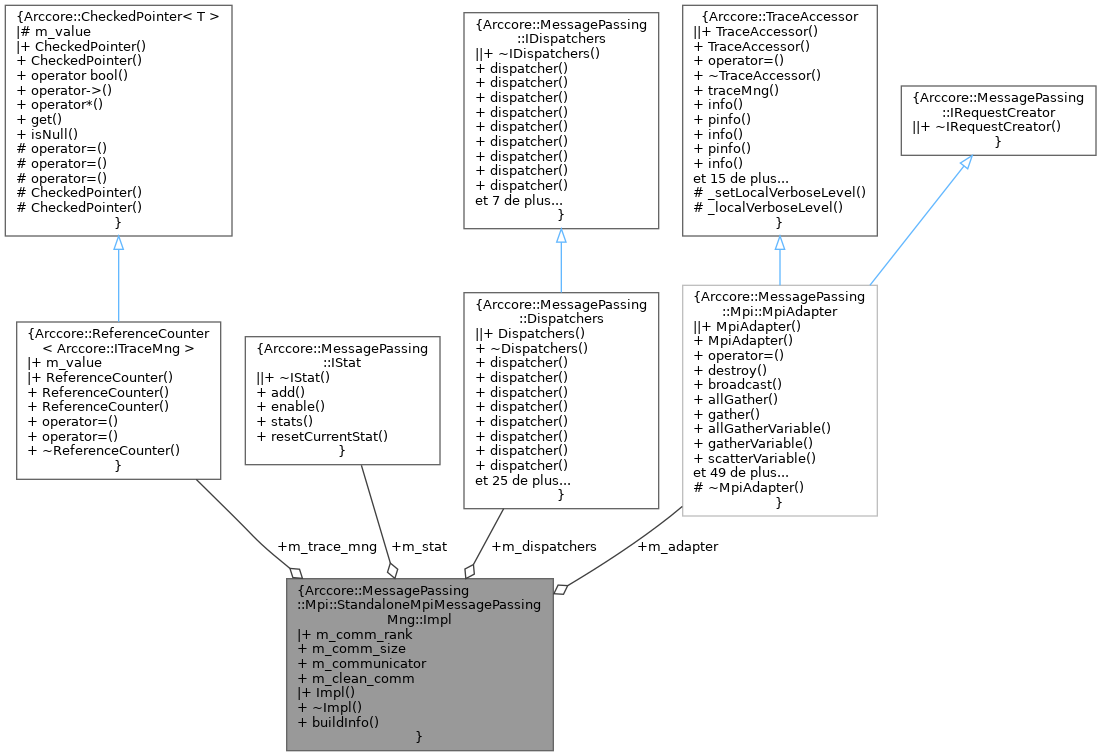 {Arccore::CheckedPointer< T >
|# m_value
|+ CheckedPointer()
+ CheckedPointer()
+ operator bool()
+ operator->()
+ operator*()
+ get()
+ isNull()
# operator=()
# operator=()
# operator=()
# CheckedPointer()
# CheckedPointer()
}
{Arccore::MessagePassing
::IDispatchers
||+ ~IDispatchers()
+ dispatcher()
+ dispatcher()
+ dispatcher()
+ dispatcher()
+ dispatcher()
+ dispatcher()
+ dispatcher()
+ dispatcher()
+ dispatcher()
et 7 de plus...
}
{Arccore::TraceAccessor
||+ TraceAccessor()
+ TraceAccessor()
+ operator=()
+ ~TraceAccessor()
+ traceMng()
+ info()
+ pinfo()
+ info()
+ pinfo()
+ info()
et 15 de plus...
# _setLocalVerboseLevel()
# _localVerboseLevel()
}
{Arccore::MessagePassing
::IRequestCreator
||+ ~IRequestCreator()
}
{Arccore::ReferenceCounter
< Arccore::ITraceMng >
|+ m_value
|+ ReferenceCounter()
+ ReferenceCounter()
+ ReferenceCounter()
+ operator=()
+ operator=()
+ ~ReferenceCounter()
}
{Arccore::MessagePassing
::IStat
||+ ~IStat()
+ add()
+ enable()
+ stats()
+ resetCurrentStat()
}
{Arccore::MessagePassing
::Dispatchers
||+ Dispatchers()
+ ~Dispatchers()
+ dispatcher()
+ dispatcher()
+ dispatcher()
+ dispatcher()
+ dispatcher()
+ dispatcher()
+ dispatcher()
+ dispatcher()
et 25 de plus...
}
{Arccore::MessagePassing
::Mpi::MpiAdapter
||+ MpiAdapter()
+ MpiAdapter()
+ operator=()
+ destroy()
+ broadcast()
+ allGather()
+ gather()
+ allGatherVariable()
+ gatherVariable()
+ scatterVariable()
et 49 de plus...
# ~MpiAdapter()
}
+m_trace_mng
+m_stat
+m_dispatchers
+m_adapter
{Arccore::MessagePassing
::Mpi::StandaloneMpiMessagePassing
Mng::Impl
|+ m_comm_rank
+ m_comm_size
+ m_communicator
+ m_clean_comm
|+ Impl()
+ ~Impl()
+ buildInfo()
}